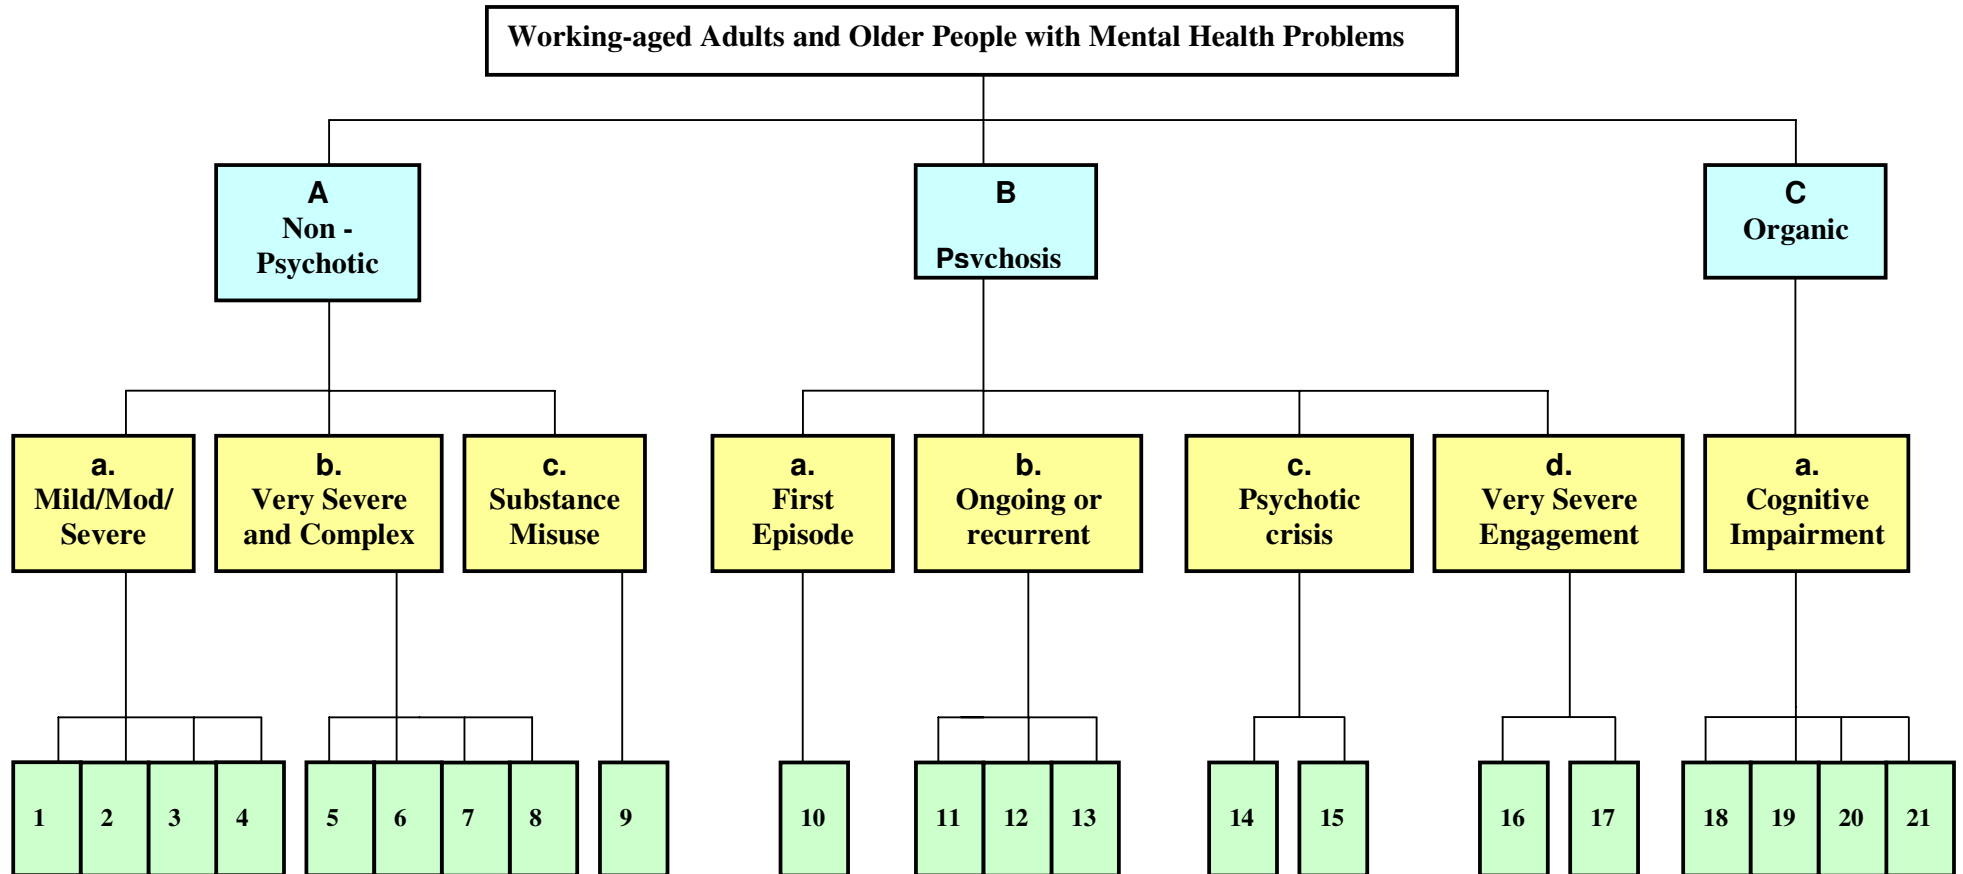 Working-aged Adults and Older People with Mental Health Problems
A
Non -
Psychotic
B
Psychosis
C
Organic
a.
Mild/Mod/
Severe
b.
Very Severe
and Complex
c.
Substance
Misuse
a.
First
Episode
b.
Ongoing or
recurrent
c.
Psychotic
crisis
d.
Very Severe
Engagement
a.
Cognitive
Impairment
1 2 3 4 5 6 7 8 9 10 11 12 13 14 15 16 17 18 19 20 21